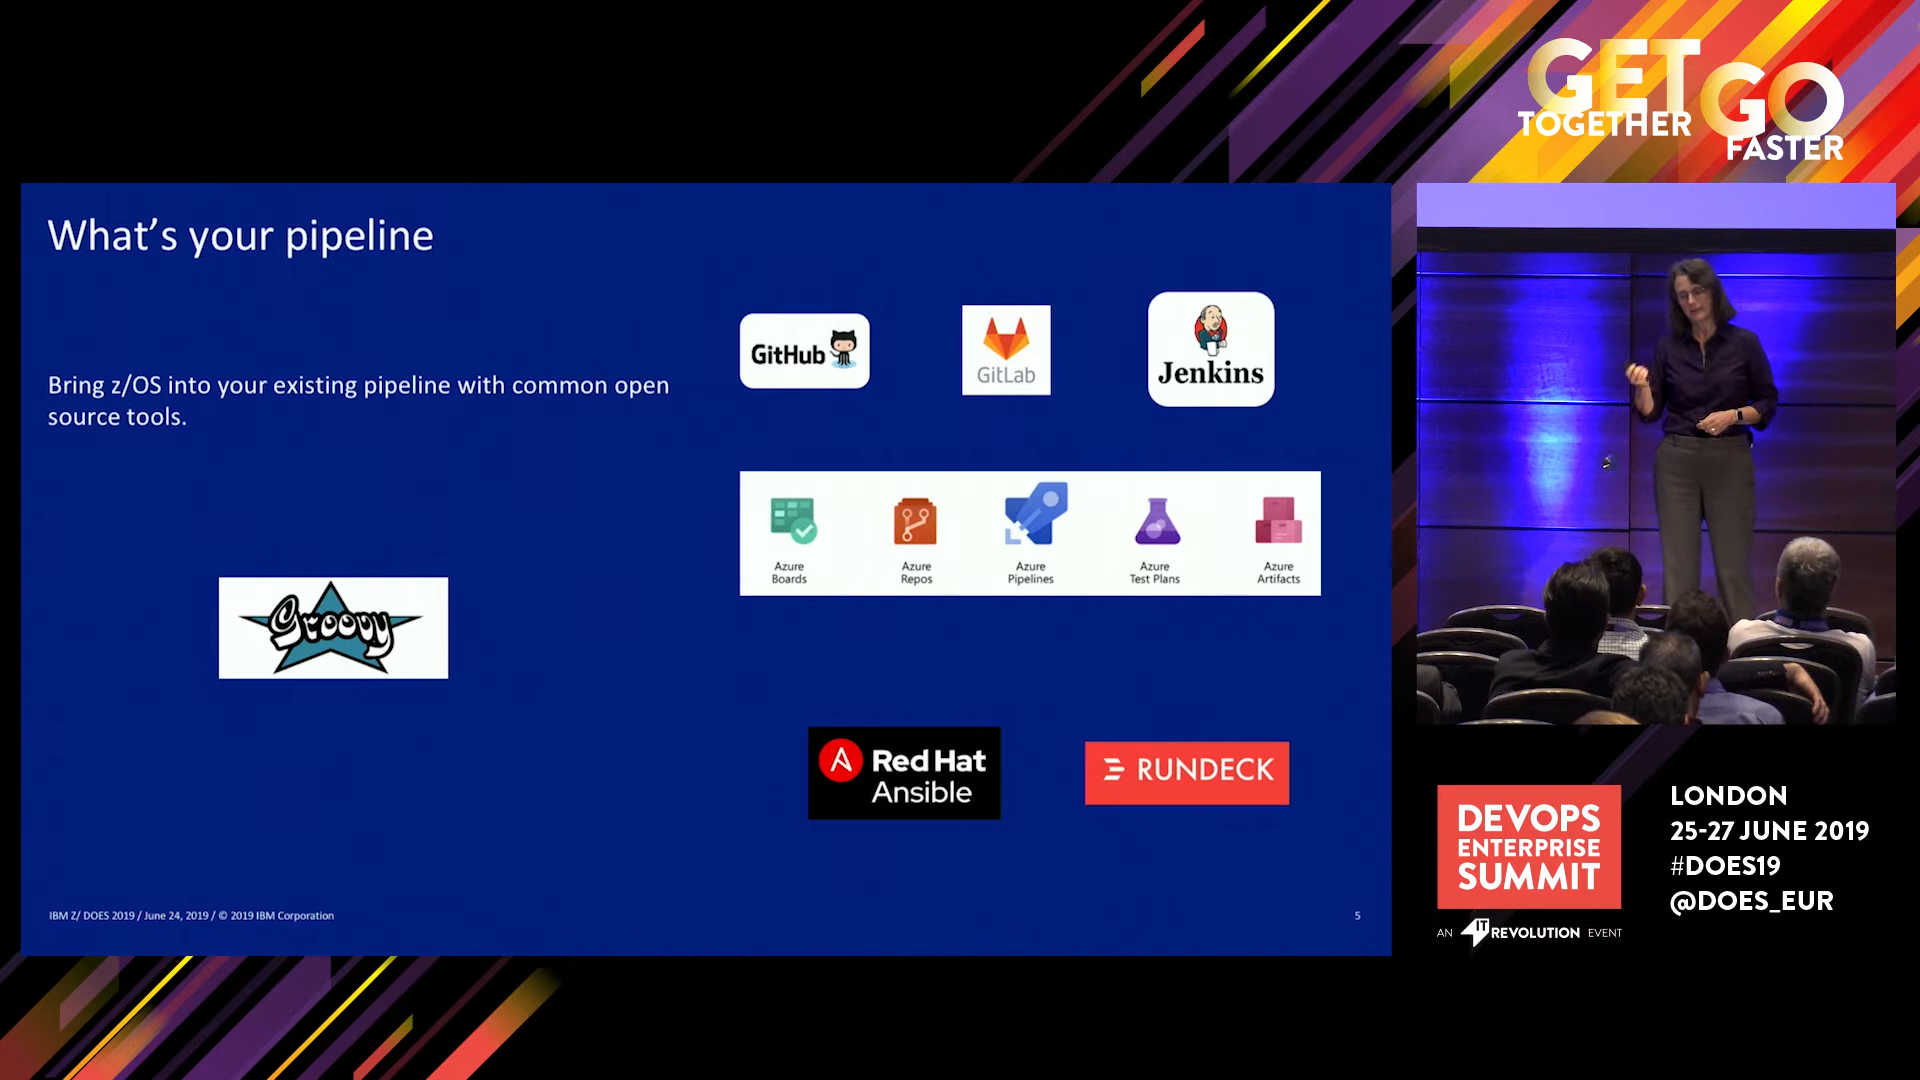 GET
TOGETHER
GO
FASTER
What's your pipeline
Bring z/OS into your existing pipeline with common open
source tools.
GitHub
GitLab
Jenkins
Azure
Boards
Azure
Repos
Azure
Pipelines
Azure
Test Plans
Azure
Artifacts
Groovy
Red Hat
Ansible
RUNDECK
IBM Z/ DOES 2019 / June 24, 2019 / © 2019 IBM Corporation
5
DEVOPS
ENTERPRISE
SUMMIT
AN IT REVOLUTION EVENT
LONDON
25-27 JUNE 2019
#DOES19
@DOES_EUR